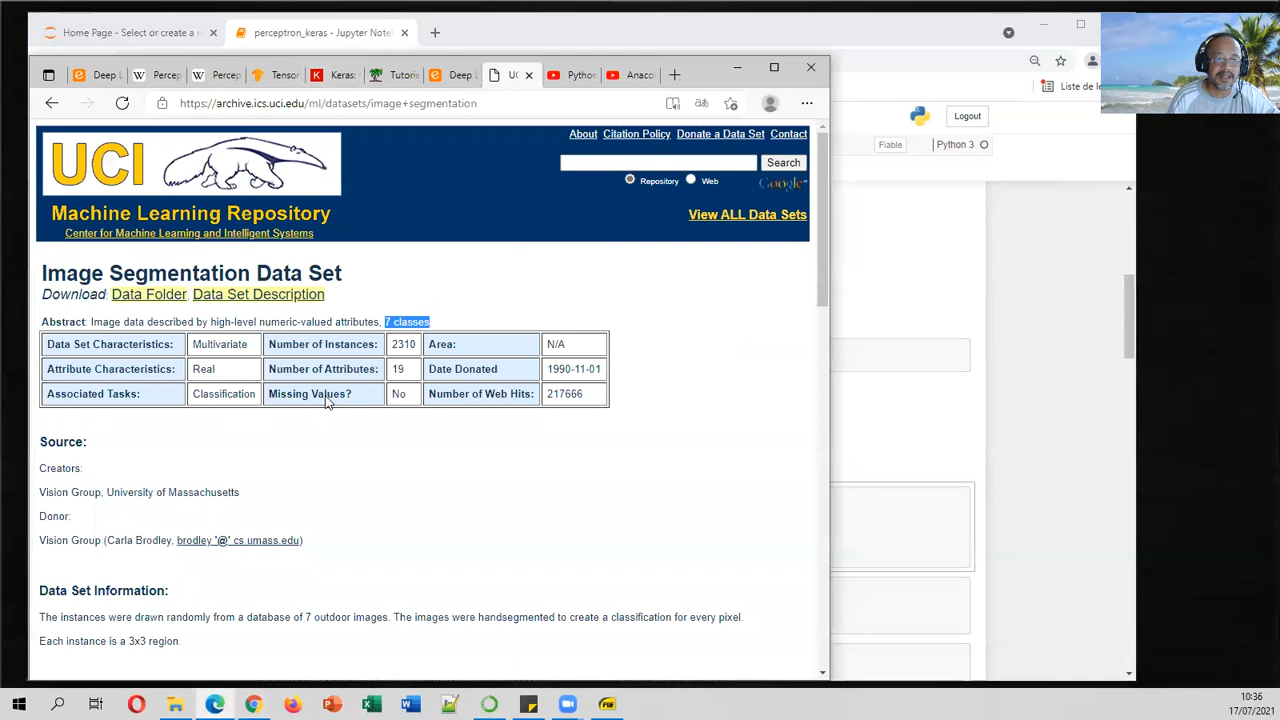 Home Page - Select or create a n
perceptron_keras - Jupyter Note
Deep L
Percep
Percep
Tensor
Keras:
Tutorie
Deep L
UC
Python
Anaco
https://archive.ics.uci.edu/ml/datasets/image+segmentation
Liste de le
Logout
Fiable
Python 3
UCI
About Citation Policy Donate a Data Set Contact
Search
Repository Web Google
Machine Learning Repository
View ALL Data Sets
Center for Machine Learning and Intelligent Systems
Image Segmentation Data Set
Download: Data Folder, Data Set Description
Abstract: Image data described by high-level numeric-valued attributes, 7 classes
Data Set Characteristics: Multivariate Number of Instances: 2310 Area: N/A
Attribute Characteristics: Real Number of Attributes: 19 Date Donated 1990-11-01
Associated Tasks: Classification Missing Values? No Number of Web Hits: 217666
Source:
Creators:
Vision Group, University of Massachusetts
Donor:
Vision Group (Carla Brodley, brodley '@' cs.umass.edu)
Data Set Information:
The instances were drawn randomly from a database of 7 outdoor images. The images were handsegmented to create a classification for every pixel.
Each instance is a 3x3 region.
10:36
17/07/2021